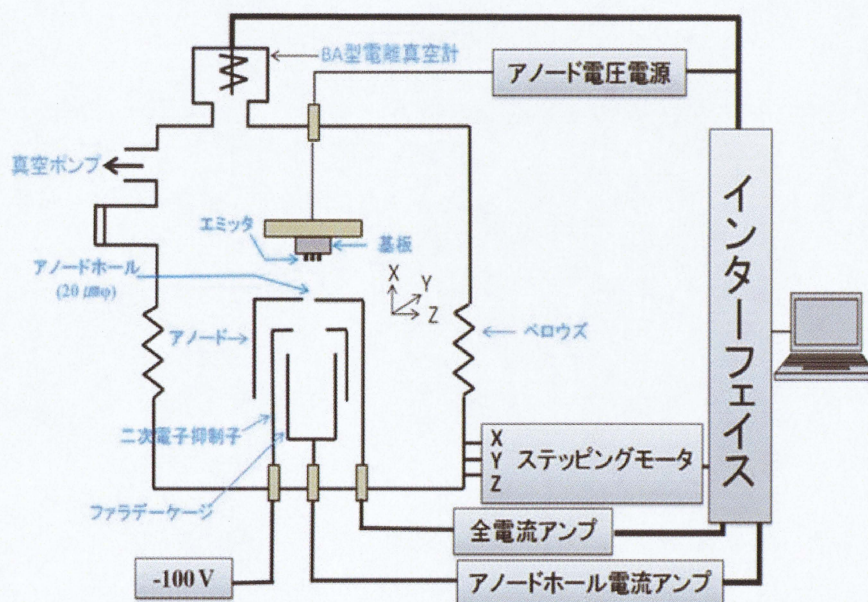 BA型電離真空計
アノード電圧電源
真空ポンプ
エミッタ
基板
アノードホール
(20 μmφ)
X
Y
Z
アノード
ベロウズ
インターフェイス
二次電子抑制子
X
Y
Z
ステッピングモータ
ファラデーケージ
全電流アンプ
-100 V
アノードホール電流アンプ